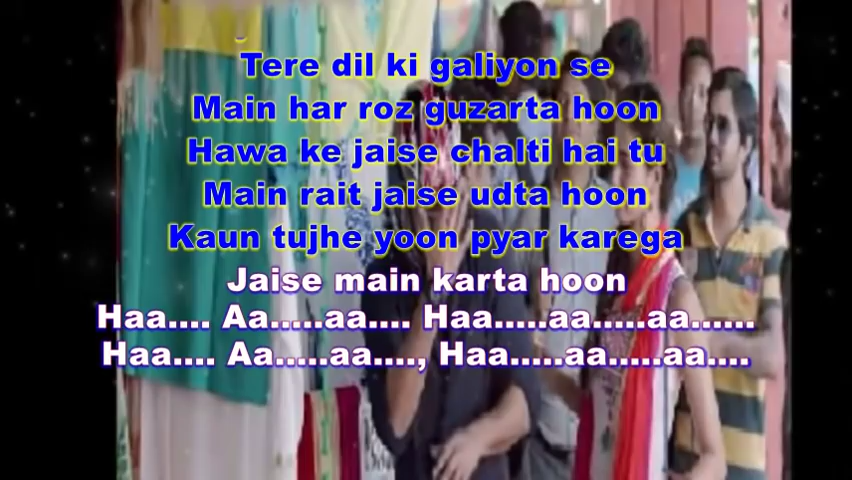 Tere dil ki galiyon se
Main har roz guzarta hoon
Hawa ke jaise chalti hai tu
Main rait jaise udta hoon
Kaun tujhe yoon pyar karega
Jaise main karta hoon
Haa.... Aa.....aa.... Haa.....aa.....aa......
Haa.... Aa.....aa...., Haa.....aa.....aa....